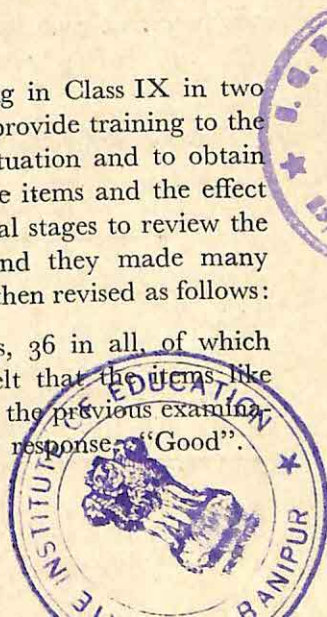 g in Class IX in two
provide training to the
tuation and to obtain
e items and the effect
al stages to review the
nd they made many
then revised as follows:
s, 36 in all, of which
elt that the items like
the previous examina-
response, "Good".
INSTITUTE OF EDUCATION
BANIPUR